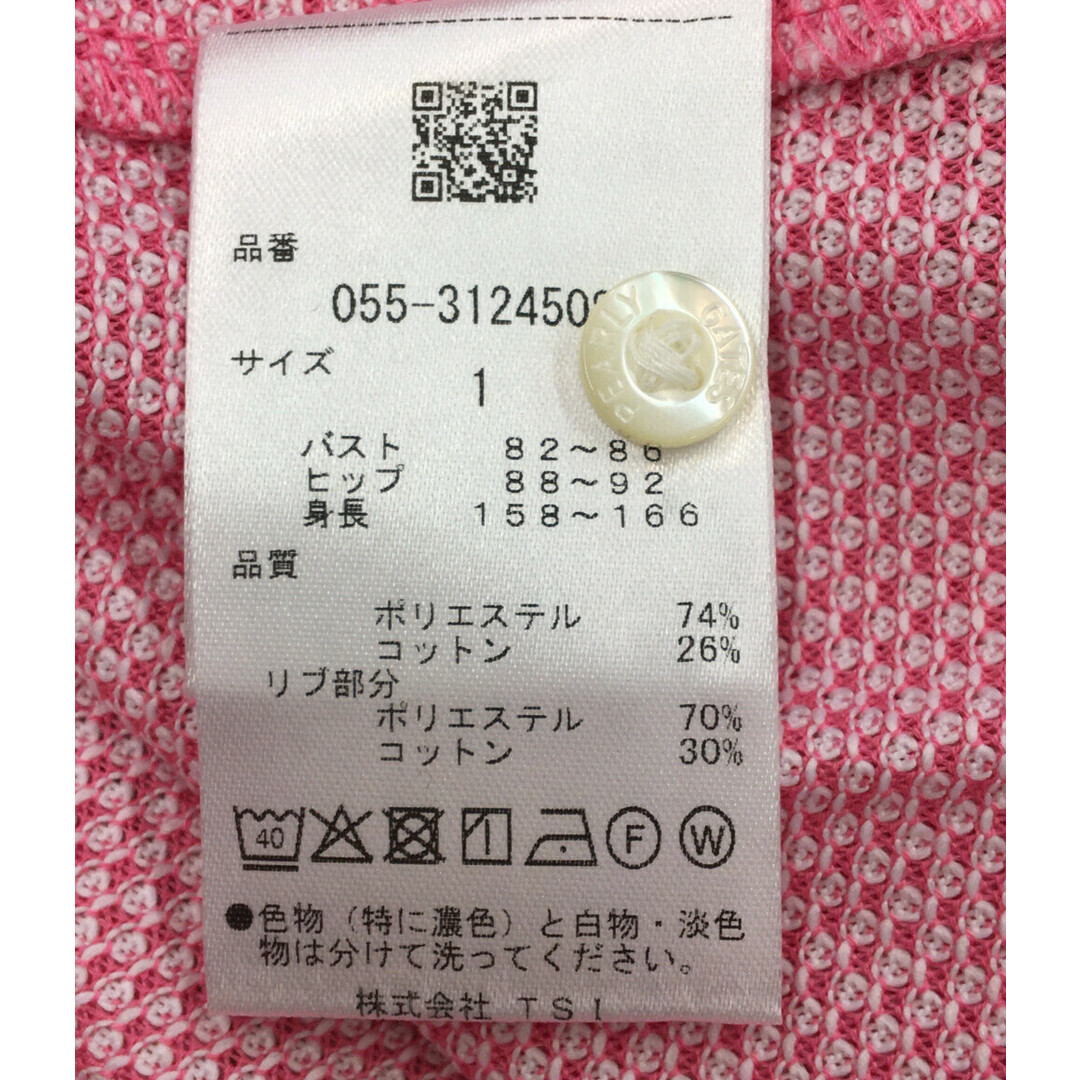 品番
055-3124509
サイズ
1
PEARLY GATES
バスト 82～86
ヒップ 88～92
身長 158～166
品質
ポリエステル 74%
コットン 26%
リブ部分
ポリエステル 70%
コットン 30%
40 F W
●色物（特に濃色）と白物・淡色
物は分けて洗ってください。
株式会社 TSI